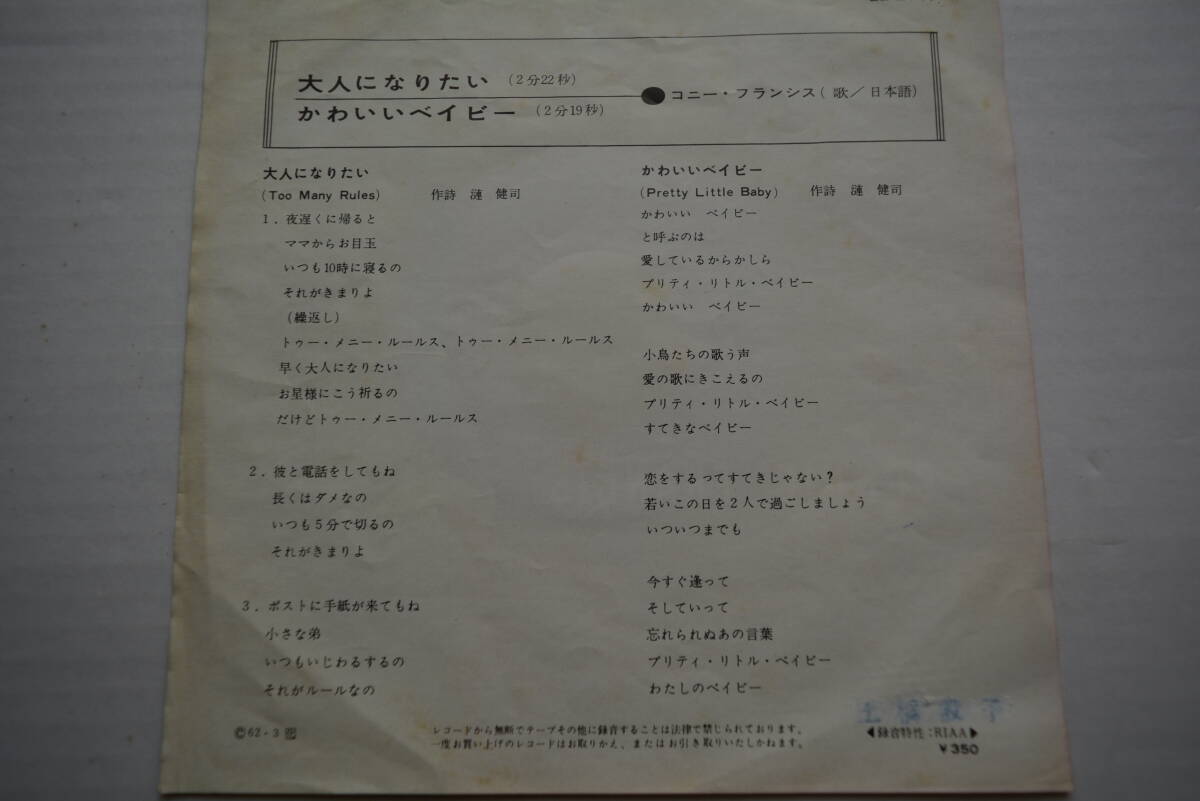 大人になりたい (2分22秒)
かわいいベイビー (2分19秒)
コニー・フランシス(歌/日本語)
大人になりたい
(Too Many Rules) 作詩 漣 健司
1. 夜遅くに帰ると
ママからお目玉
いつも10時に寝るの
それがきまりよ
(繰返し)
トゥー・メニー・ルールス、トゥー・メニー・ルールス
早く大人になりたい
お星様にこう祈るの
だけどトゥー・メニー・ルールス
2. 彼と電話をしてもね
長くはダメなの
いつも5分で切るの
それがきまりよ
3. ポストに手紙が来てもね
小さな弟
いつもいじわるするの
それがルールなの
かわいいベイビー
(Pretty Little Baby) 作詩 漣 健司
かわいい ベイビー
と呼ぶのは
愛しているからかしら
プリティ・リトル・ベイビー
かわいい ベイビー
小鳥たちの歌う声
愛の歌にきこえるの
プリティ・リトル・ベイビー
すてきなベイビー
恋をするってすてきじゃない?
若いこの日を2人で過ごしましょう
いついつまでも
今すぐ逢って
そしていって
忘れられぬあの言葉
プリティ・リトル・ベイビー
わたしのベイビー
©62・3
レコードから無断でテープその他に録音することは法律で禁じられております。
一度お買い上げのレコードはお取りかえ、またはお引き取りいたしかねます。
◀録音特性:RIAA▶
¥350